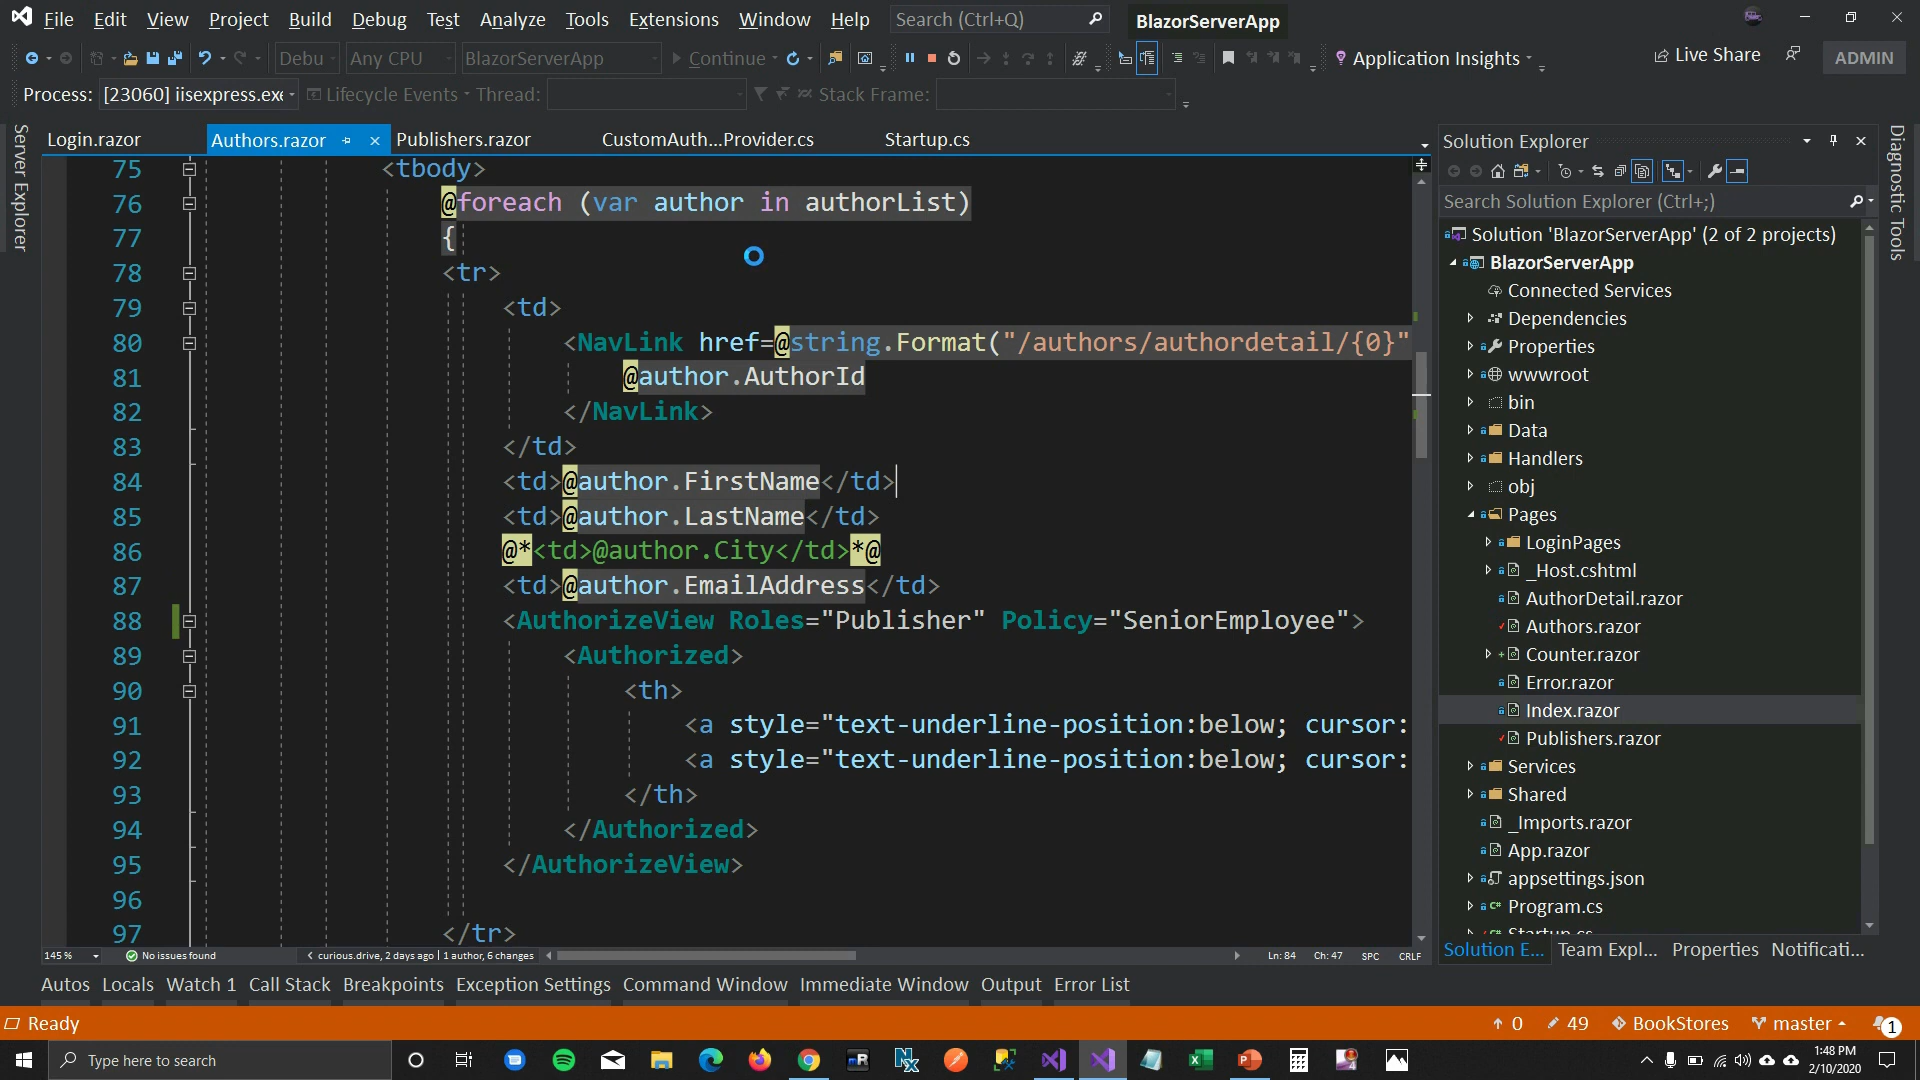 File Edit View Project Build Debug Test Analyze Tools Extensions Window Help Search (Ctrl+Q) BlazorServerApp
Debu Any CPU BlazorServerApp Continue Application Insights Live Share ADMIN
Process: [23060] iisexpress.exe Lifecycle Events Thread: Stack Frame:
Server Explorer
Login.razor Authors.razor Publishers.razor CustomAuth...Provider.cs Startup.cs
75 <tbody>
76 @foreach (var author in authorList)
77 {
78 <tr>
79 <td>
80 <NavLink href=@string.Format("/authors/authordetail/{0}"
81 @author.AuthorId
82 </NavLink>
83 </td>
84 <td>@author.FirstName</td>
85 <td>@author.LastName</td>
86 @*<td>@author.City</td>*@
87 <td>@author.EmailAddress</td>
88 <AuthorizeView Roles="Publisher" Policy="SeniorEmployee">
89 <Authorized>
90 <th>
91 <a style="text-underline-position:below; cursor:
92 <a style="text-underline-position:below; cursor:
93 </th>
94 </Authorized>
95 </AuthorizeView>
96
97 </tr>
145 % No issues found curious.drive, 2 days ago | 1 author, 6 changes Ln: 84 Ch: 47 SPC CRLF
Solution Explorer
Search Solution Explorer (Ctrl+;)
Solution 'BlazorServerApp' (2 of 2 projects)
BlazorServerApp
Connected Services
Dependencies
Properties
wwwroot
bin
Data
Handlers
obj
Pages
LoginPages
_Host.cshtml
AuthorDetail.razor
Authors.razor
Counter.razor
Error.razor
Index.razor
Publishers.razor
Services
Shared
_Imports.razor
App.razor
appsettings.json
Program.cs
Startup.cs
Solution E... Team Expl... Properties Notificati...
Diagnostic Tools
Autos Locals Watch 1 Call Stack Breakpoints Exception Settings Command Window Immediate Window Output Error List
Ready 0 49 BookStores master 1
Type here to search
1:48 PM
2/10/2020